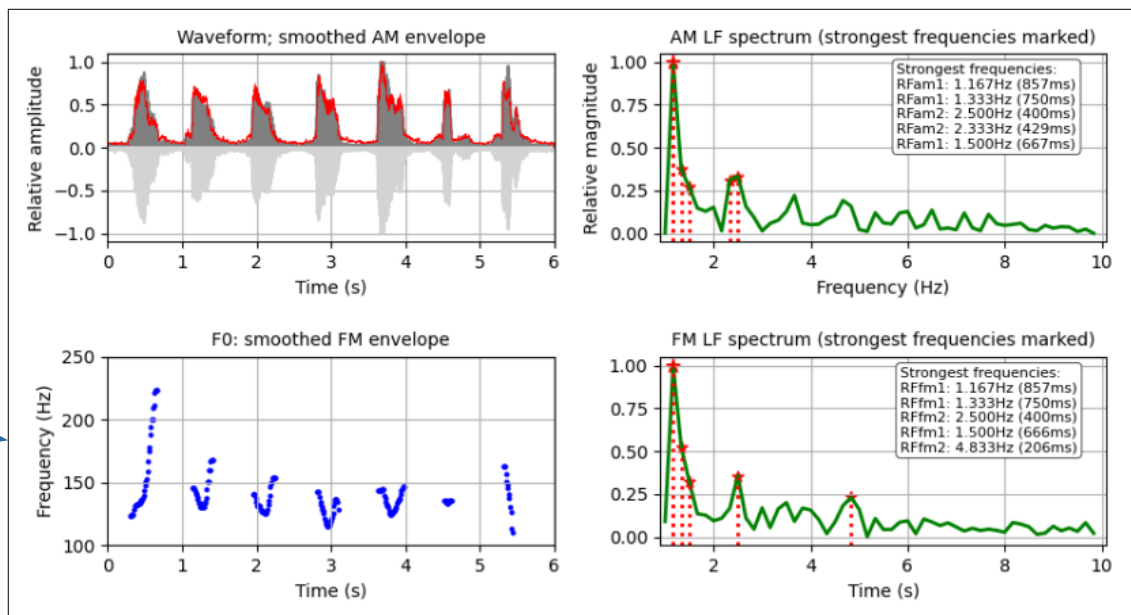 Waveform; smoothed AM envelope
Relative amplitude
1.0
0.5
0.0
−0.5
−1.0
0 1 2 3 4 5 6
Time (s)
AM LF spectrum (strongest frequencies marked)
Relative magnitude
1.00
0.75
0.50
0.25
0.00
Strongest frequencies:
RFam1: 1.167Hz (857ms)
RFam1: 1.333Hz (750ms)
RFam2: 2.500Hz (400ms)
RFam2: 2.333Hz (429ms)
RFam1: 1.500Hz (667ms)
2 4 6 8 10
Frequency (Hz)
F0: smoothed FM envelope
Frequency (Hz)
250
200
150
100
0 1 2 3 4 5 6
Time (s)
FM LF spectrum (strongest frequencies marked)
1.00
0.75
0.50
0.25
0.00
Strongest frequencies:
RFfm1: 1.167Hz (857ms)
RFfm1: 1.333Hz (750ms)
RFfm2: 2.500Hz (400ms)
RFfm1: 1.500Hz (666ms)
RFfm2: 4.833Hz (206ms)
2 4 6 8 10
Time (s)